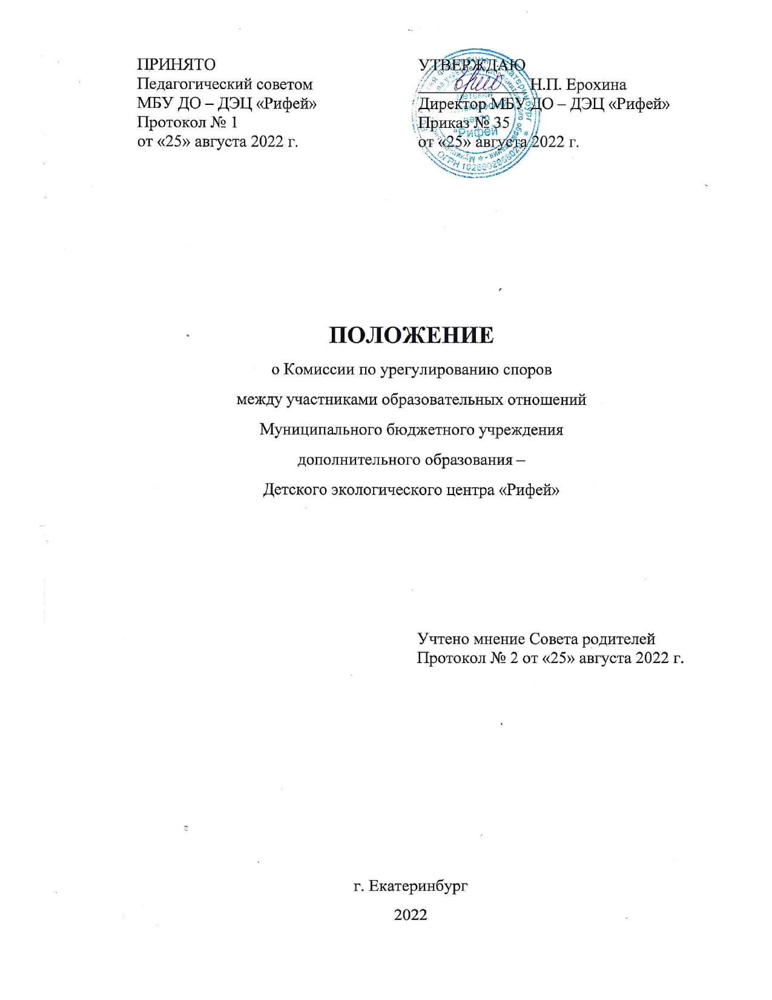 ПРИНЯТО
Педагогический советом
МБУ ДО – ДЭЦ «Рифей»
Протокол № 1
от «25» августа 2022 г.
УТВЕРЖДАЮ
Н.П. Ерохина
Директор МБУ ДО – ДЭЦ «Рифей»
Приказ № 35
от «25» августа 2022 г.
ПОЛОЖЕНИЕ
о Комиссии по урегулированию споров
между участниками образовательных отношений
Муниципального бюджетного учреждения
дополнительного образования –
Детского экологического центра «Рифей»
Учтено мнение Совета родителей
Протокол № 2 от «25» августа 2022 г.
г. Екатеринбург
2022